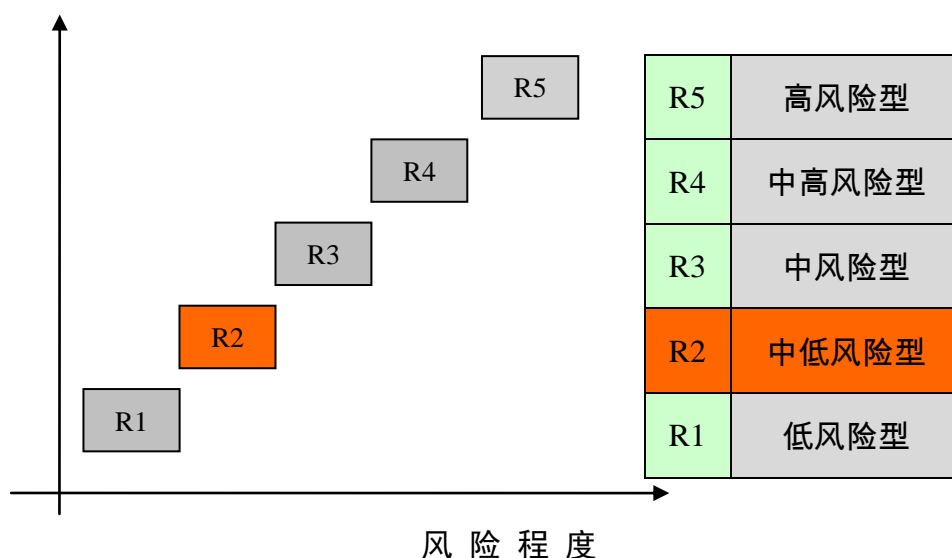 R5
R4
R3
R2
R1
R5 高风险型
R4 中高风险型
R3 中风险型
R2 中低风险型
R1 低风险型
风险程度